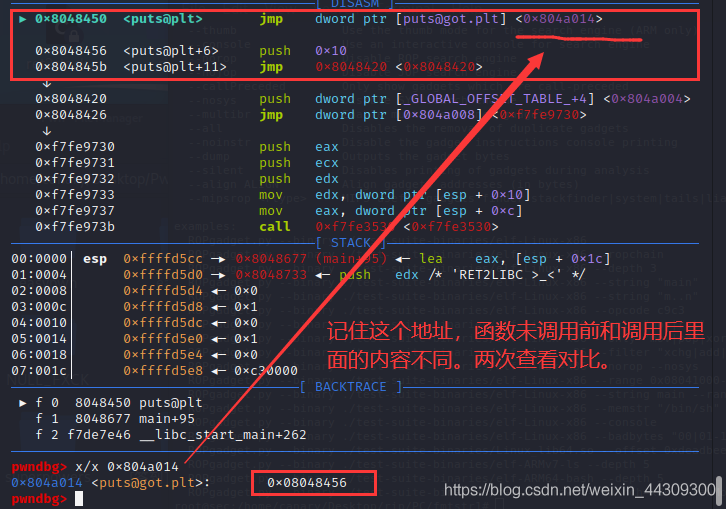 [ DISASM ]
► 0×8048450  <puts@plt>       jmp    dword ptr [puts@got.plt] <0×804a014>
0×8048456  <puts@plt+6>     push   0×10
0×804845b  <puts@plt+11>    jmp    0×8048420 <0×8048420>
↓
0×8048420                   push   dword ptr [_GLOBAL_OFFSET_TABLE_+4] <0×804a004>
0×8048426                   jmp    dword ptr [0×804a008] <0×f7fe9730>
↓
0×f7fe9730                  push   eax
0×f7fe9731                  push   ecx
0×f7fe9732                  push   edx
0×f7fe9733                  mov    edx, dword ptr [esp + 0×10]
0×f7fe9737                  mov    eax, dword ptr [esp + 0×c]
0×f7fe973b                  call   0×f7fe3530 <0×f7fe3530>
[ STACK ]
00:0000│ esp  0×ffffd5cc —▸ 0×8048677 (main+95) ◂— lea    eax, [esp + 0×1c]
01:0004│      0×ffffd5d0 —▸ 0×8048733 ◂— push   edx /* 'RET2LIBC >_<' */
02:0008│      0×ffffd5d4 ◂— 0×0
03:000c│      0×ffffd5d8 ◂— 0×1
04:0010│      0×ffffd5dc ◂— 0×0
05:0014│      0×ffffd5e0 ◂— 0×1
06:0018│      0×ffffd5e4 ◂— 0×0
07:001c│      0×ffffd5e8 ◂— 0×c30000
记住这个地址，函数未调用前和调用后里
面的内容不同。两次查看对比。
[ BACKTRACE ]
► f 0  8048450 puts@plt
f 1  8048677 main+95
f 2 f7de7e46 __libc_start_main+262
pwndbg> x/x 0×804a014
0×804a014 <puts@got.plt>:       0×08048456
pwndbg>
https://blog.csdn.net/weixin_44309300